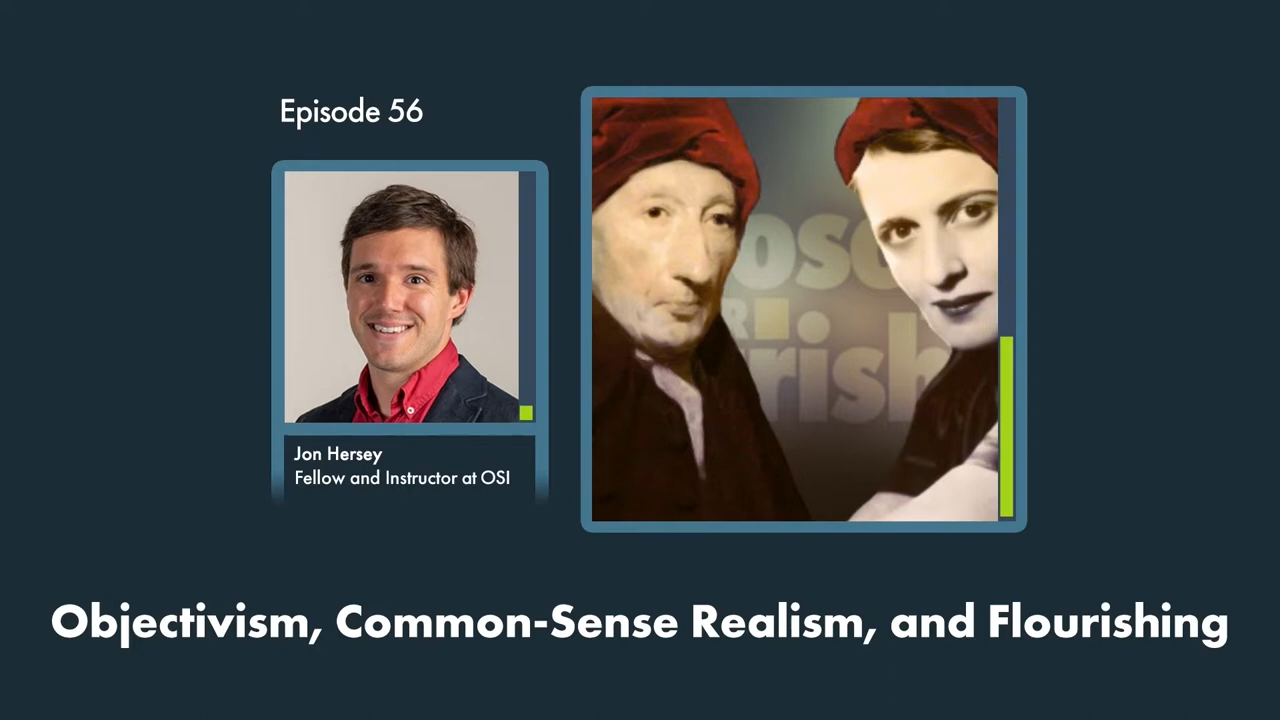 Episode 56
Jon Hersey
Fellow and Instructor at OSI
Objectivism, Common-Sense Realism, and Flourishing